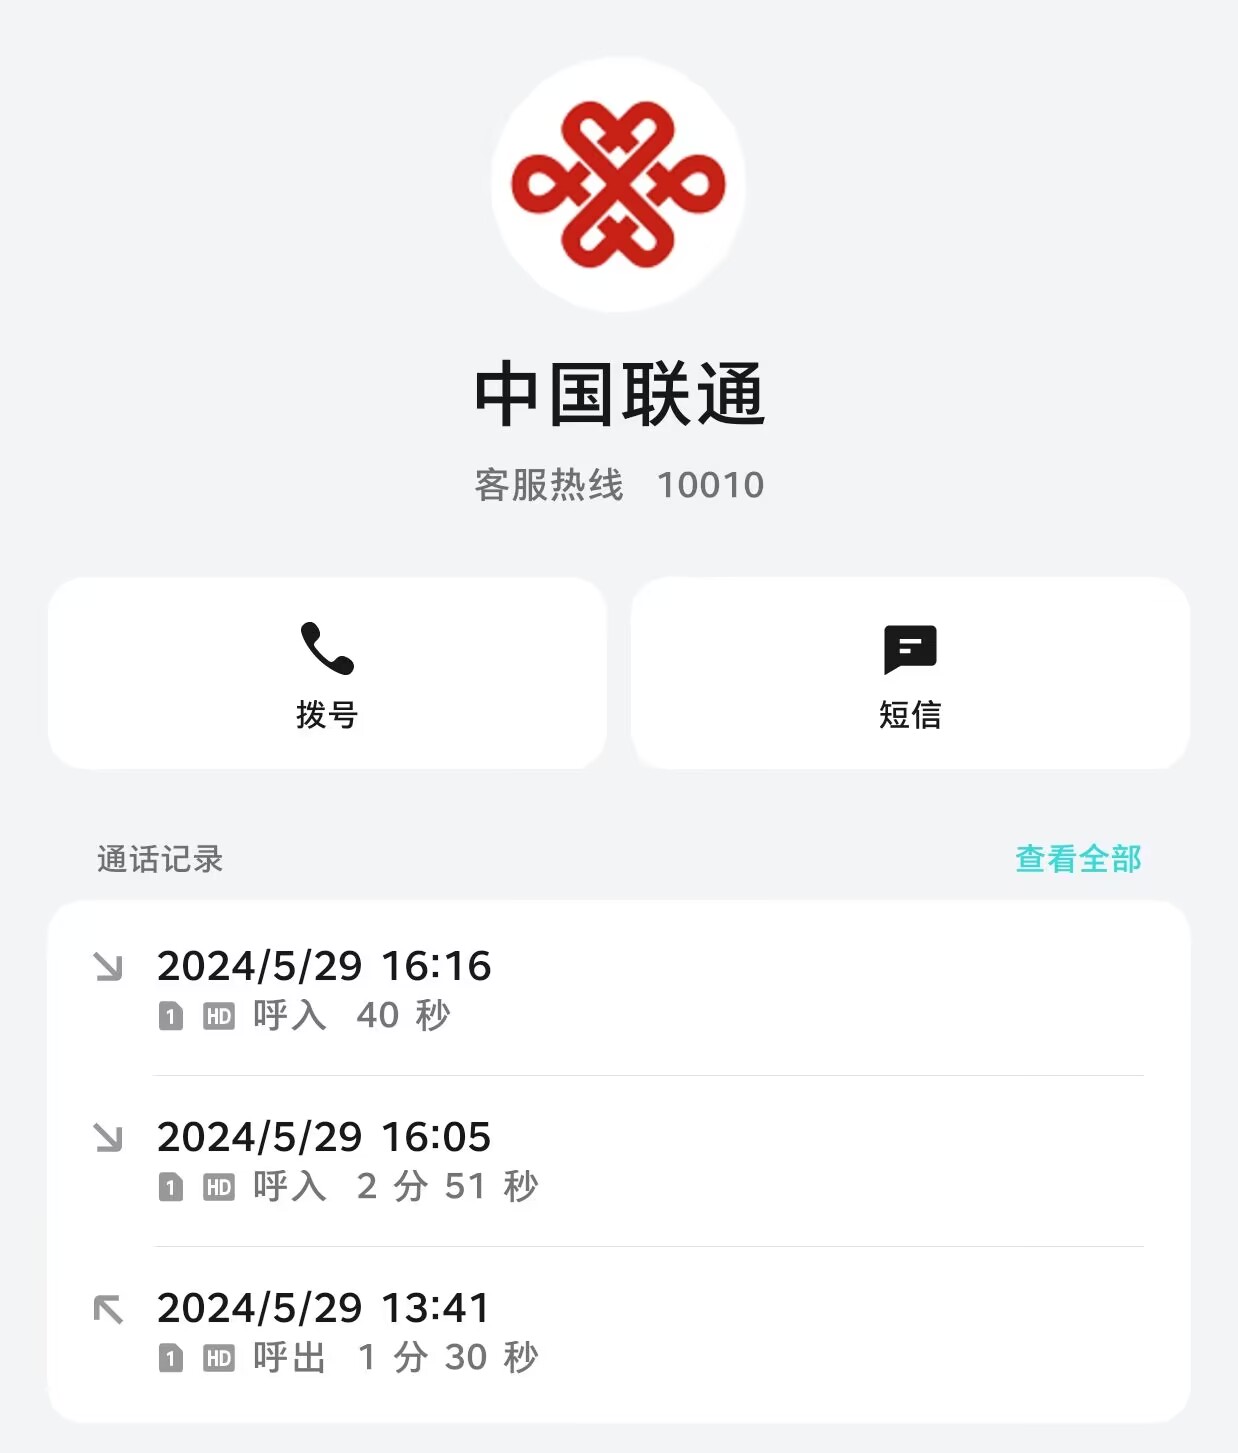 中国联通
客服热线 10010
拨号
短信
通话记录
查看全部
2024/5/29 16:16
1 HD 呼入 40 秒
2024/5/29 16:05
1 HD 呼入 2 分 51 秒
2024/5/29 13:41
1 HD 呼出 1 分 30 秒